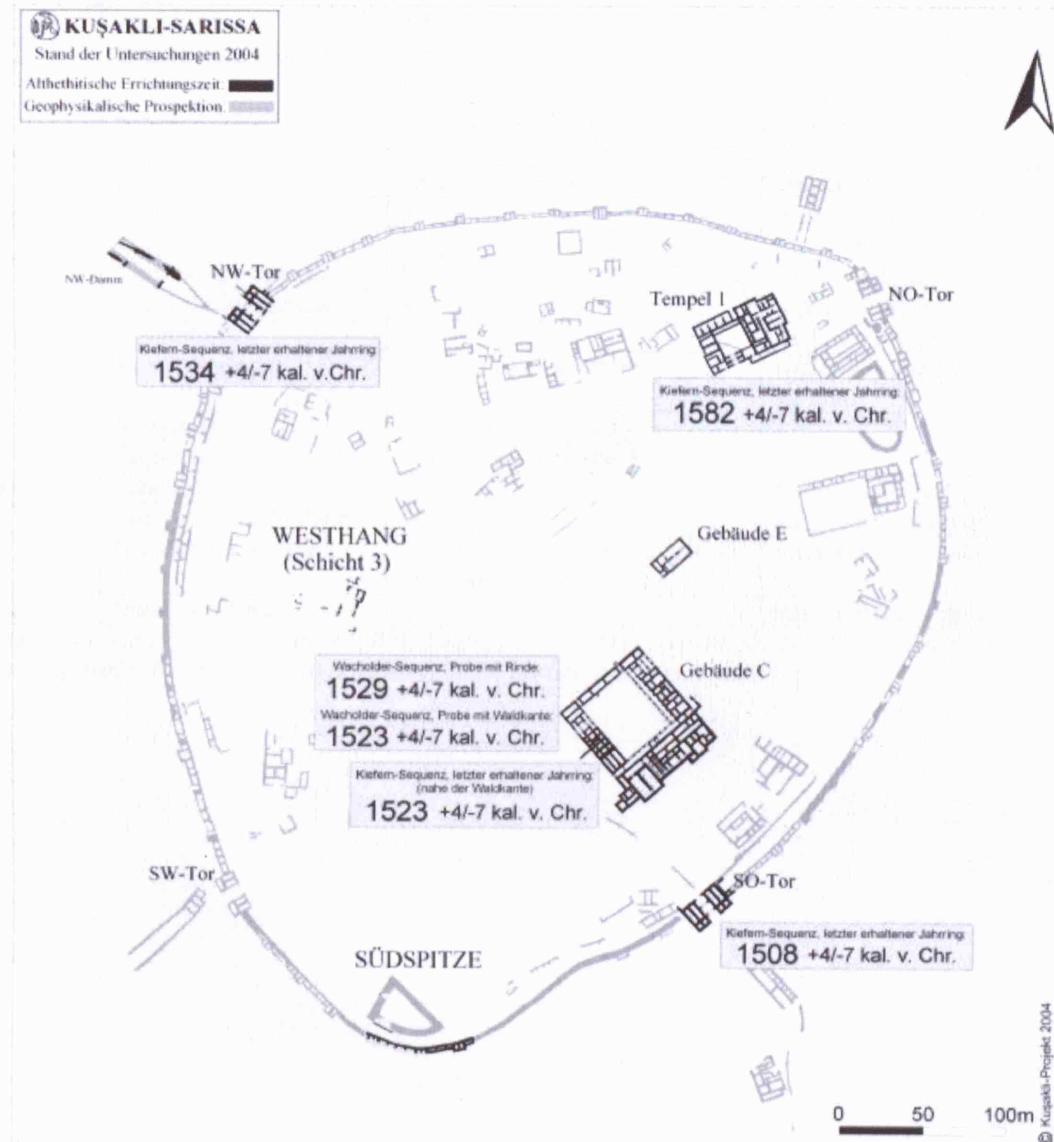 KUŞAKLI-SARISSA
Stand der Untersuchungen 2004
Althethitische Errichtungszeit:
Geophysikalische Prospektion:
NW-Damm
NW-Tor
Kiefern-Sequenz, letzter erhaltener Jahrring:
1534 +4/-7 kal. v.Chr.
Tempel 1
NO-Tor
Kiefern-Sequenz, letzter erhaltener Jahrring:
1582 +4/-7 kal. v. Chr.
WESTHANG
(Schicht 3)
Gebäude E
Gebäude C
Wacholder-Sequenz, Probe mit Rinde:
1529 +4/-7 kal. v. Chr.
Wacholder-Sequenz, Probe mit Waldkante:
1523 +4/-7 kal. v. Chr.
Kiefern-Sequenz, letzter erhaltener Jahrring:
(nahe der Waldkante)
1523 +4/-7 kal. v. Chr.
SW-Tor
SO-Tor
Kiefern-Sequenz, letzter erhaltener Jahrring:
1508 +4/-7 kal. v. Chr.
SÜDSPITZE
0 50 100m
© Kuşaklı-Projekt 2004